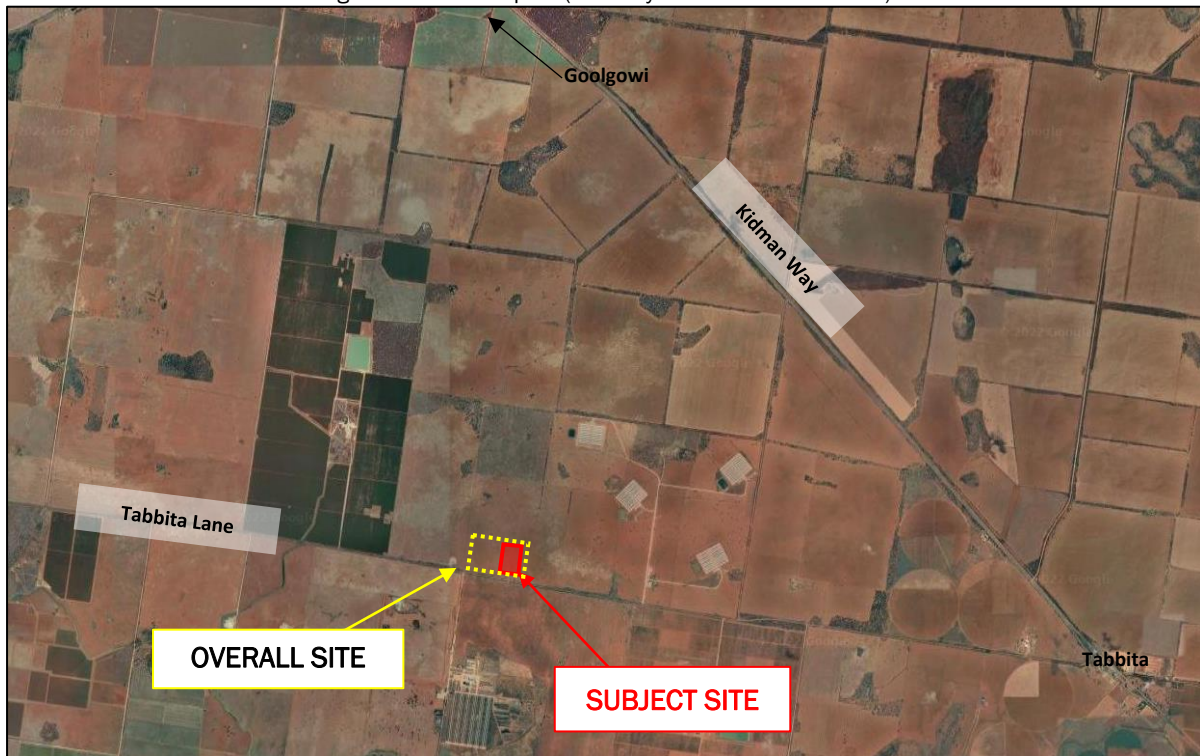 Goolgowi
Kidman Way
Tabbita Lane
OVERALL SITE
SUBJECT SITE
Tabbita